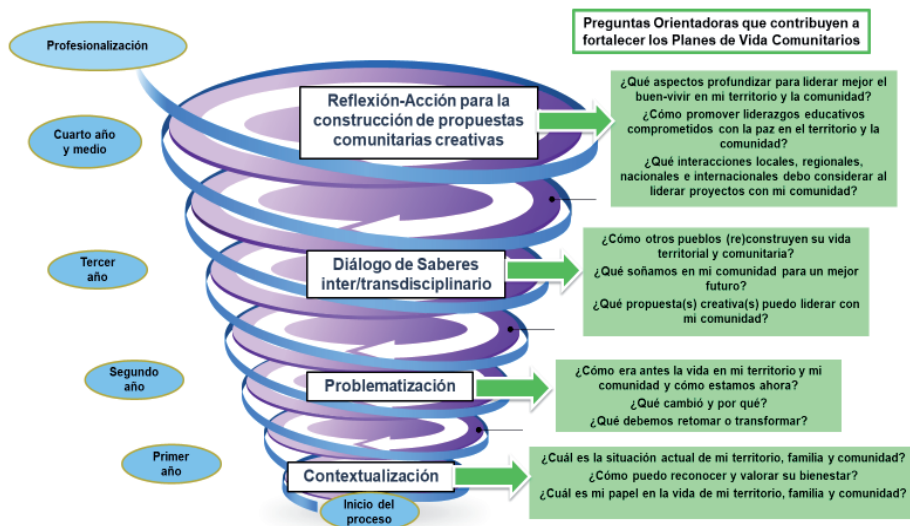 Profesionalización
Preguntas Orientadoras que contribuyen a
fortalecer los Planes de Vida Comunitarios
Cuarto año
y medio
Reflexión-Acción para la
construcción de propuestas
comunitarias creativas
¿Qué aspectos profundizar para liderar mejor el
buen-vivir en mi territorio y la comunidad?
¿Cómo promover liderazgos educativos
comprometidos con la paz en el territorio y la
comunidad?
¿Qué interacciones locales, regionales,
nacionales e internacionales debo considerar al
liderar proyectos con mi comunidad?
Tercer
año
Diálogo de Saberes
inter/transdisciplinario
¿Cómo otros pueblos (re)construyen su vida
territorial y comunitaria?
¿Qué soñamos en mi comunidad para un mejor
futuro?
¿Qué propuesta(s) creativa(s) puedo liderar con
mi comunidad?
Segundo
año
Problematización
¿Cómo era antes la vida en mi territorio y mi
comunidad y cómo estamos ahora?
¿Qué cambió y por qué?
¿Qué debemos retomar o transformar?
Primer
año
Contextualización
¿Cuál es la situación actual de mi territorio, familia y comunidad?
¿Cómo puedo reconocer y valorar su bienestar?
¿Cuál es mi papel en la vida de mi territorio, familia y comunidad?
Inicio del
proceso